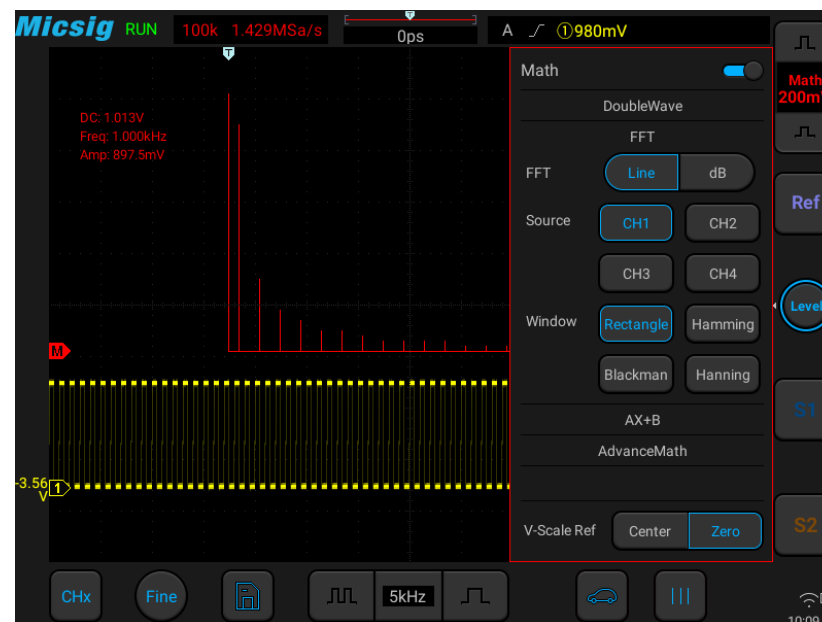 Micsig RUN 100k 1.429MSa/s 0ps A ①980mV
T
Math
DC: 1.013V
Freq: 1.000kHz
Amp: 897.5mV
DoubleWave
FFT
FFT Line dB
Source CH1 CH2
CH3 CH4
Window Rectangle Hamming
Blackman Hanning
AX+B
AdvanceMath
V-Scale Ref Center Zero
M
-3.56
V
1
Math
200m
Ref
Level
S1
S2
CHx Fine 5kHz